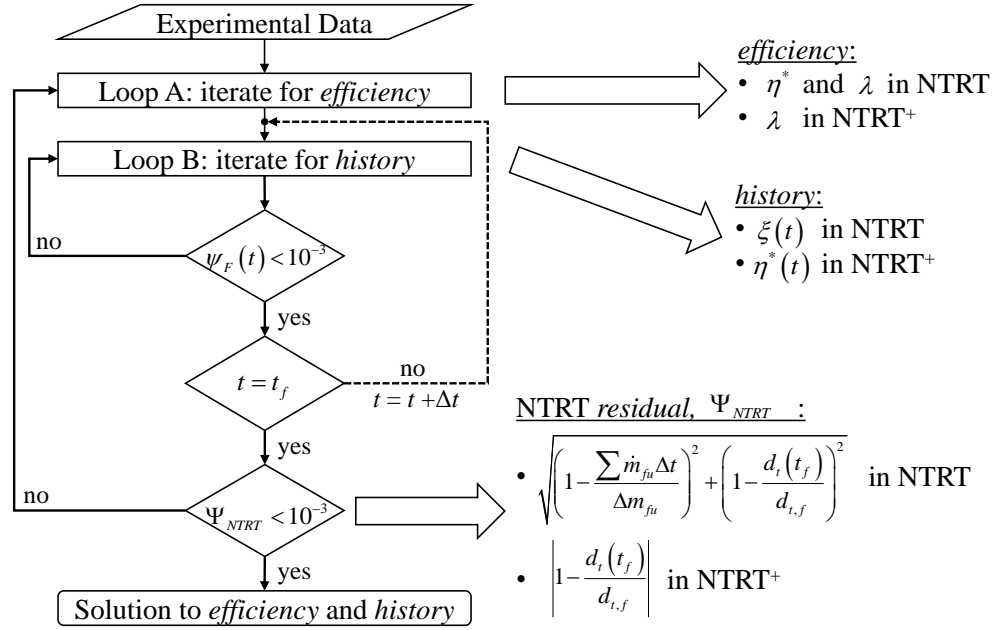 Experimental Data
Loop A: iterate for efficiency
Loop B: iterate for history
no
ψ_F(t) < 10⁻³
yes
t = t_f
no
t = t + Δt
yes
no
Ψ_NTRT < 10⁻³
yes
Solution to efficiency and history
efficiency:
• η* and λ in NTRT
• λ in NTRT⁺
history:
• ξ(t) in NTRT
• η*(t) in NTRT⁺
NTRT residual, Ψ_NTRT :
• √((1 − ∑ṁ_fu Δt / Δm_fu)² + (1 − d_t(t_f) / d_t,f)²) in NTRT
• |1 − d_t(t_f) / d_t,f| in NTRT⁺